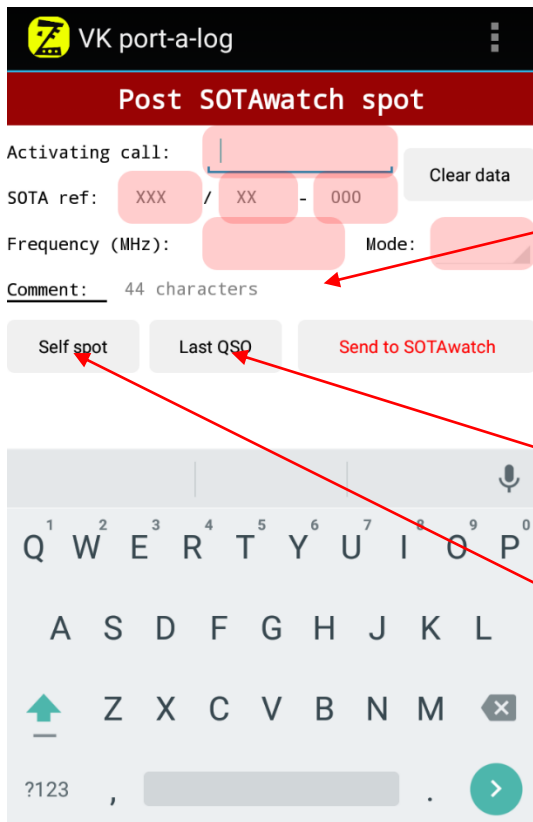 VK port-a-log
Post SOTAwatch spot
Activating call:
Clear data
SOTA ref: XXX / XX - 000
Frequency (MHz): Mode:
Comment: 44 characters
Self spot Last QSO Send to SOTAwatch
1 2 3 4 5 6 7 8 9 0
Q W E R T Y U I O P
A S D F G H J K L
Z X C V B N M
?123 , .